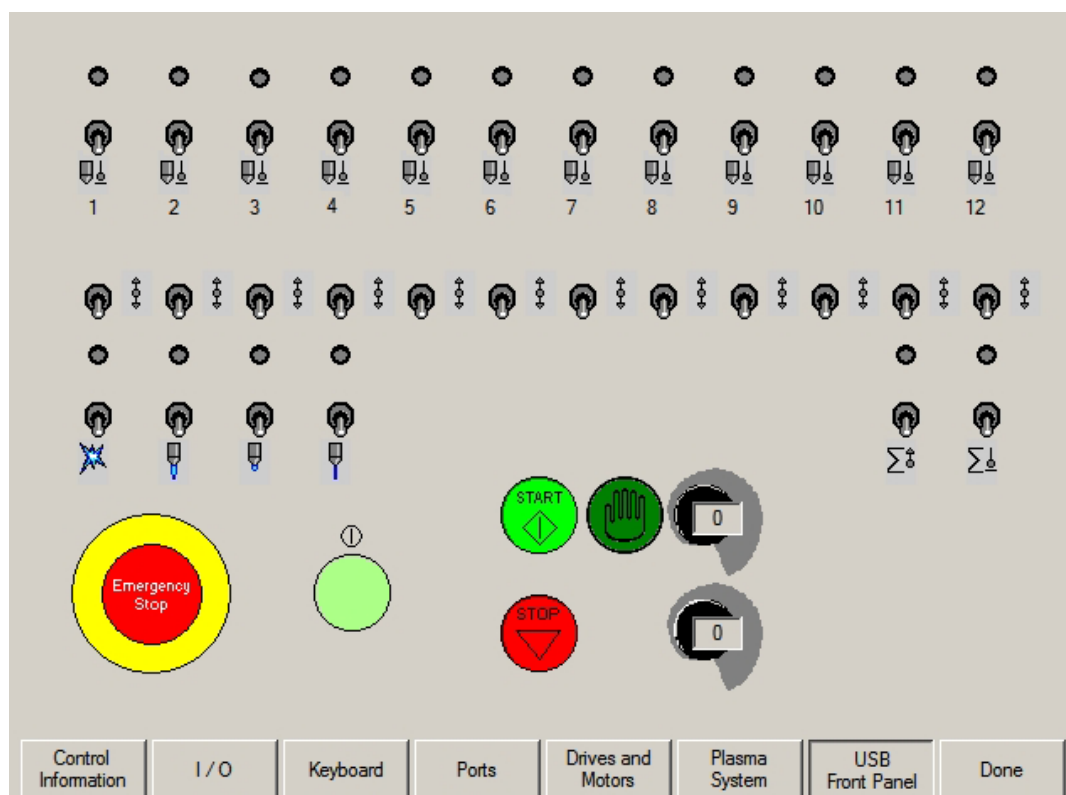 1 2 3 4 5 6 7 8 9 10 11 12
START
0
Emergency
Stop
STOP
0
Control
Information
I / O
Keyboard
Ports
Drives and
Motors
Plasma
System
USB
Front Panel
Done